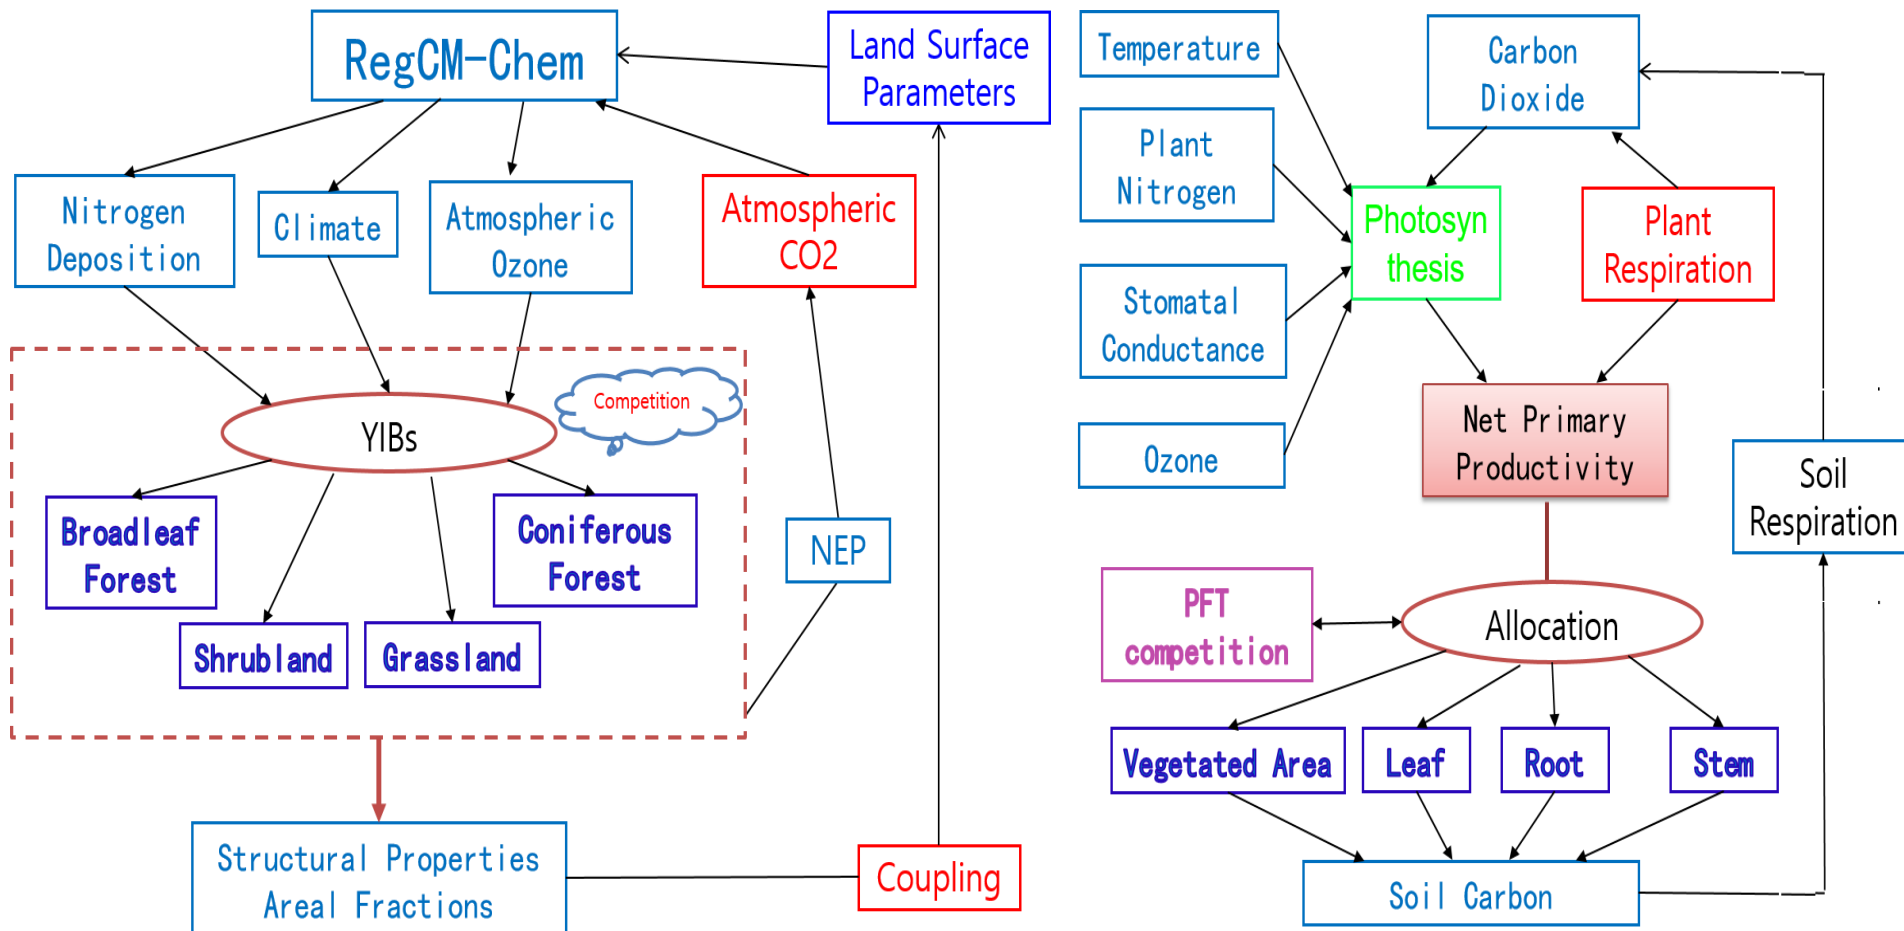 RegCM-Chem
Land Surface
Parameters
Nitrogen
Deposition
Climate
Atmospheric
Ozone
Atmospheric
CO2
Competition
YIBs
Broadleaf
Forest
Coniferous
Forest
Shrubland
Grassland
NEP
Structural Properties
Areal Fractions
Coupling
Temperature
Carbon
Dioxide
Plant
Nitrogen
Photosyn
thesis
Plant
Respiration
Stomatal
Conductance
Ozone
Net Primary
Productivity
Soil
Respiration
PFT
competition
Allocation
Vegetated Area
Leaf
Root
Stem
Soil Carbon